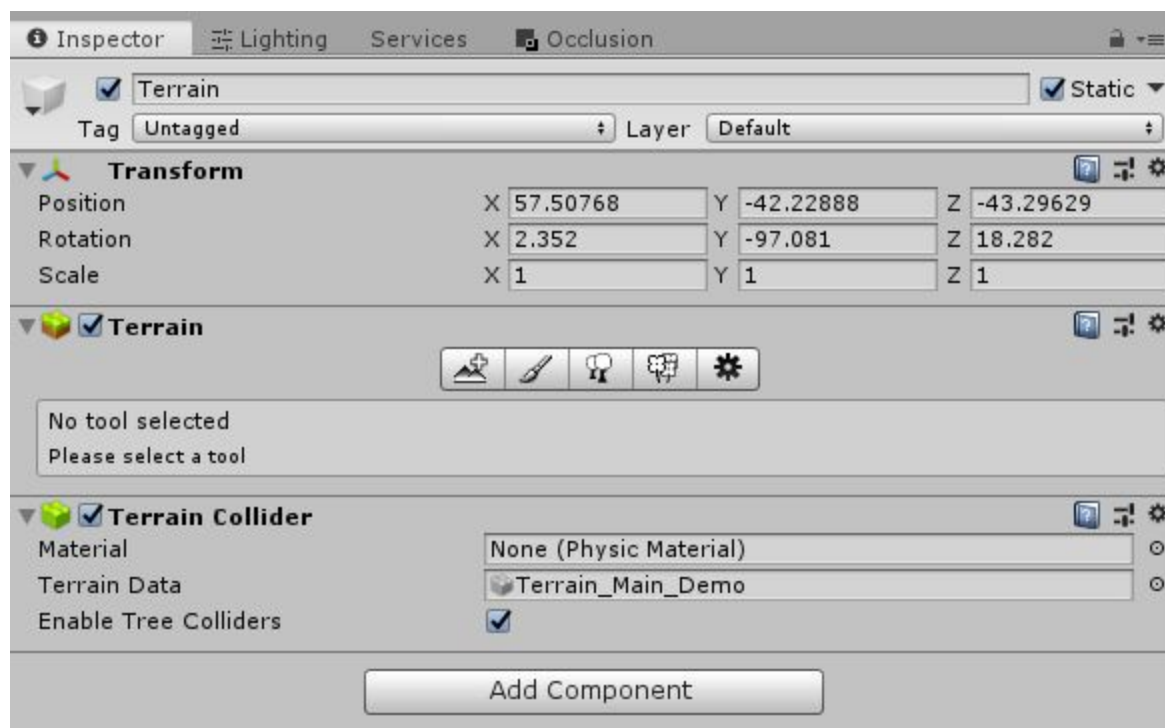 Inspector Lighting Services Occlusion
Terrain Static
Tag Untagged Layer Default
Transform
Position X 57.50768 Y -42.22888 Z -43.29629
Rotation X 2.352 Y -97.081 Z 18.282
Scale X 1 Y 1 Z 1
Terrain
No tool selected
Please select a tool
Terrain Collider
Material None (Physic Material)
Terrain Data Terrain_Main_Demo
Enable Tree Colliders
Add Component